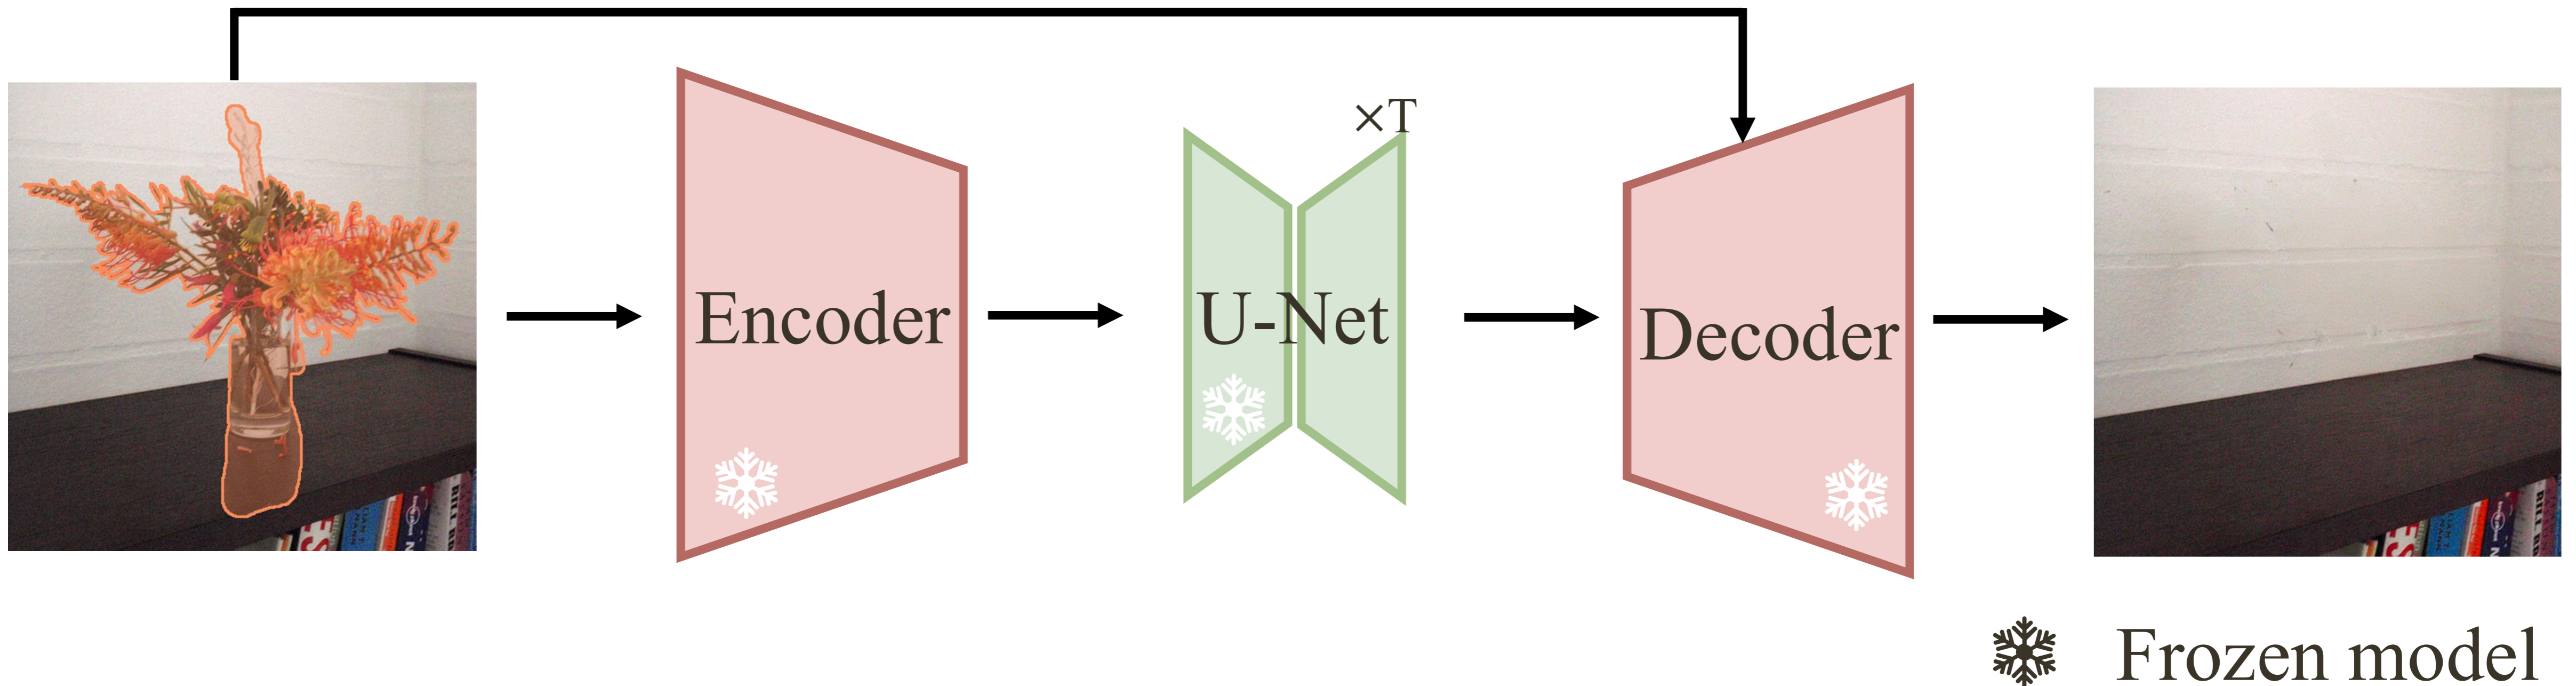 ×T
Encoder
U-Net
Decoder
Frozen model